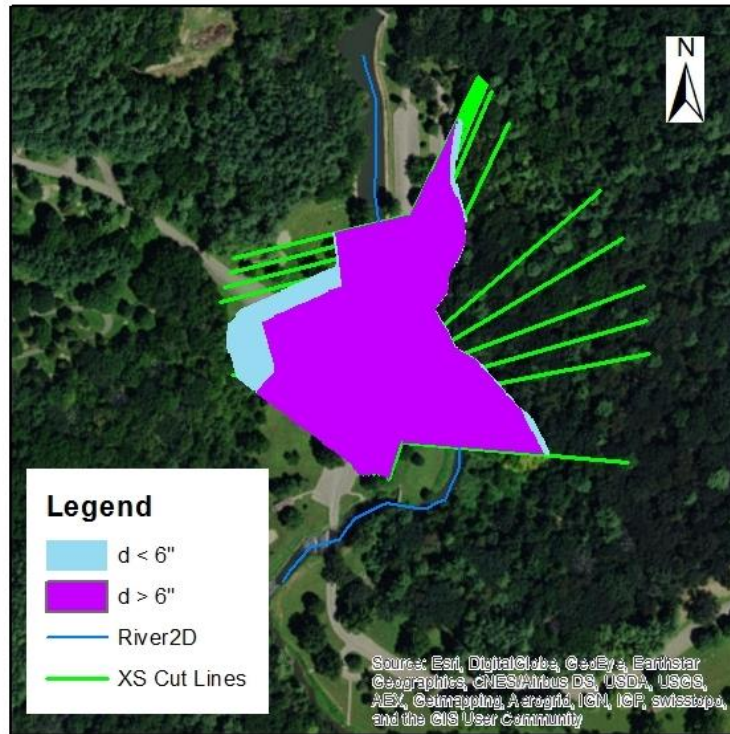 N
Legend
d < 6"
d > 6"
River2D
XS Cut Lines
Source: Esri, DigitalGlobe, GeoEye, Earthstar
Geographics, CNES/Airbus DS, USDA, USGS,
AEX, Getmapping, Aerogrid, IGN, IGP, swisstopo,
and the GIS User Community